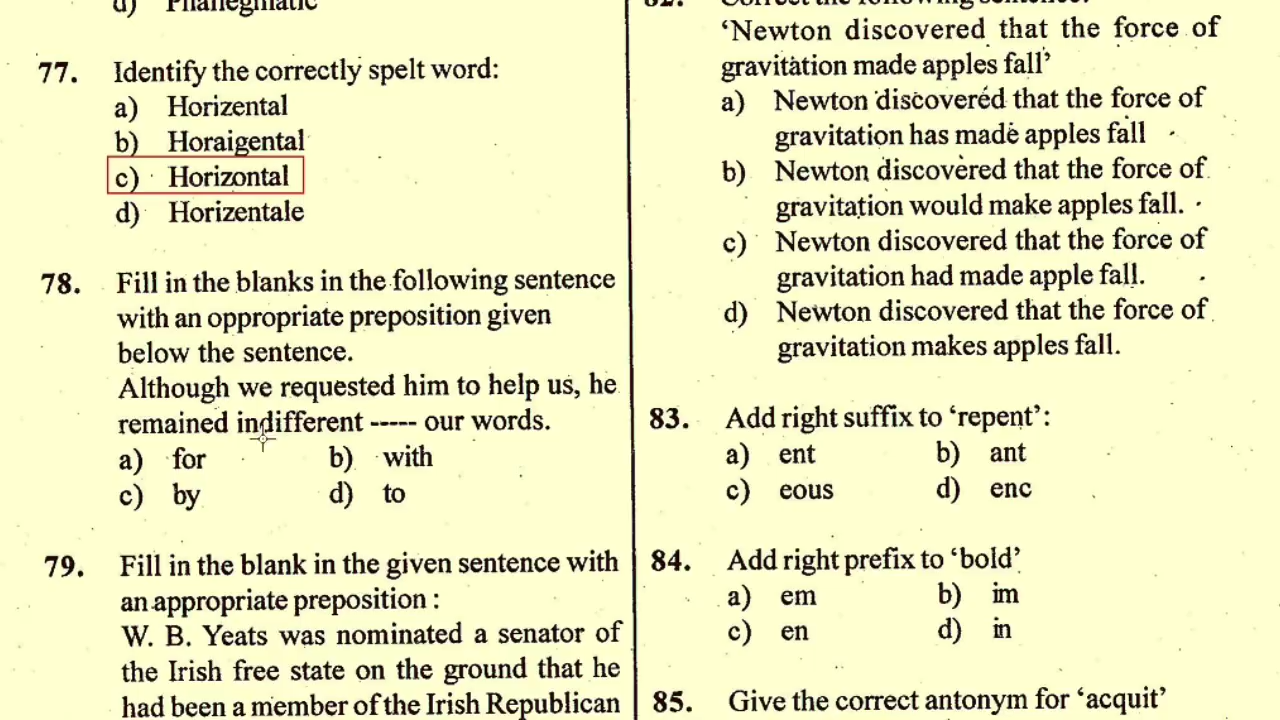 d) Phanegmatic
77. Identify the correctly spelt word:
a) Horizental
b) Horaigental
c) Horizontal
d) Horizentale
78. Fill in the blanks in the following sentence
with an oppropriate preposition given
below the sentence.
Although we requested him to help us, he
remained indifferent ----- our words.
a) for b) with
c) by d) to
79. Fill in the blank in the given sentence with
an appropriate preposition :
W. B. Yeats was nominated a senator of
the Irish free state on the ground that he
had been a member of the Irish Republican
82. Correct the following sentence:
‘Newton discovered that the force of
gravitation made apples fall’
a) Newton discovered that the force of
gravitation has made apples fall
b) Newton discovered that the force of
gravitation would make apples fall.
c) Newton discovered that the force of
gravitation had made apple fall.
d) Newton discovered that the force of
gravitation makes apples fall.
83. Add right suffix to ‘repent’:
a) ent b) ant
c) eous d) enc
84. Add right prefix to ‘bold’
a) em b) im
c) en d) in
85. Give the correct antonym for ‘acquit’